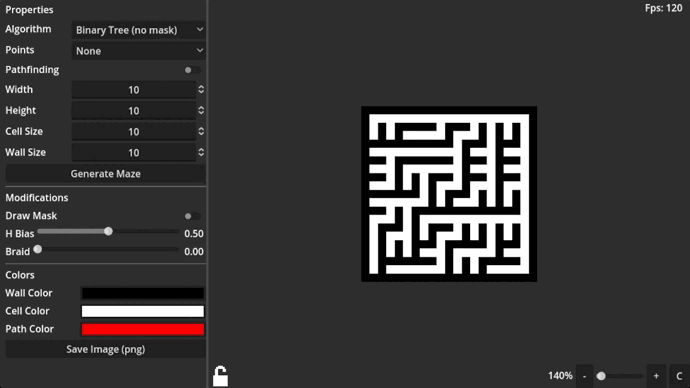 Properties
Fps: 120
Algorithm Binary Tree (no mask)
Points None
Pathfinding
Width 10
Height 10
Cell Size 10
Wall Size 10
Generate Maze
Modifications
Draw Mask
H Bias 0.50
Braid 0.00
Colors
Wall Color
Cell Color
Path Color
Save Image (png)
140% - + C